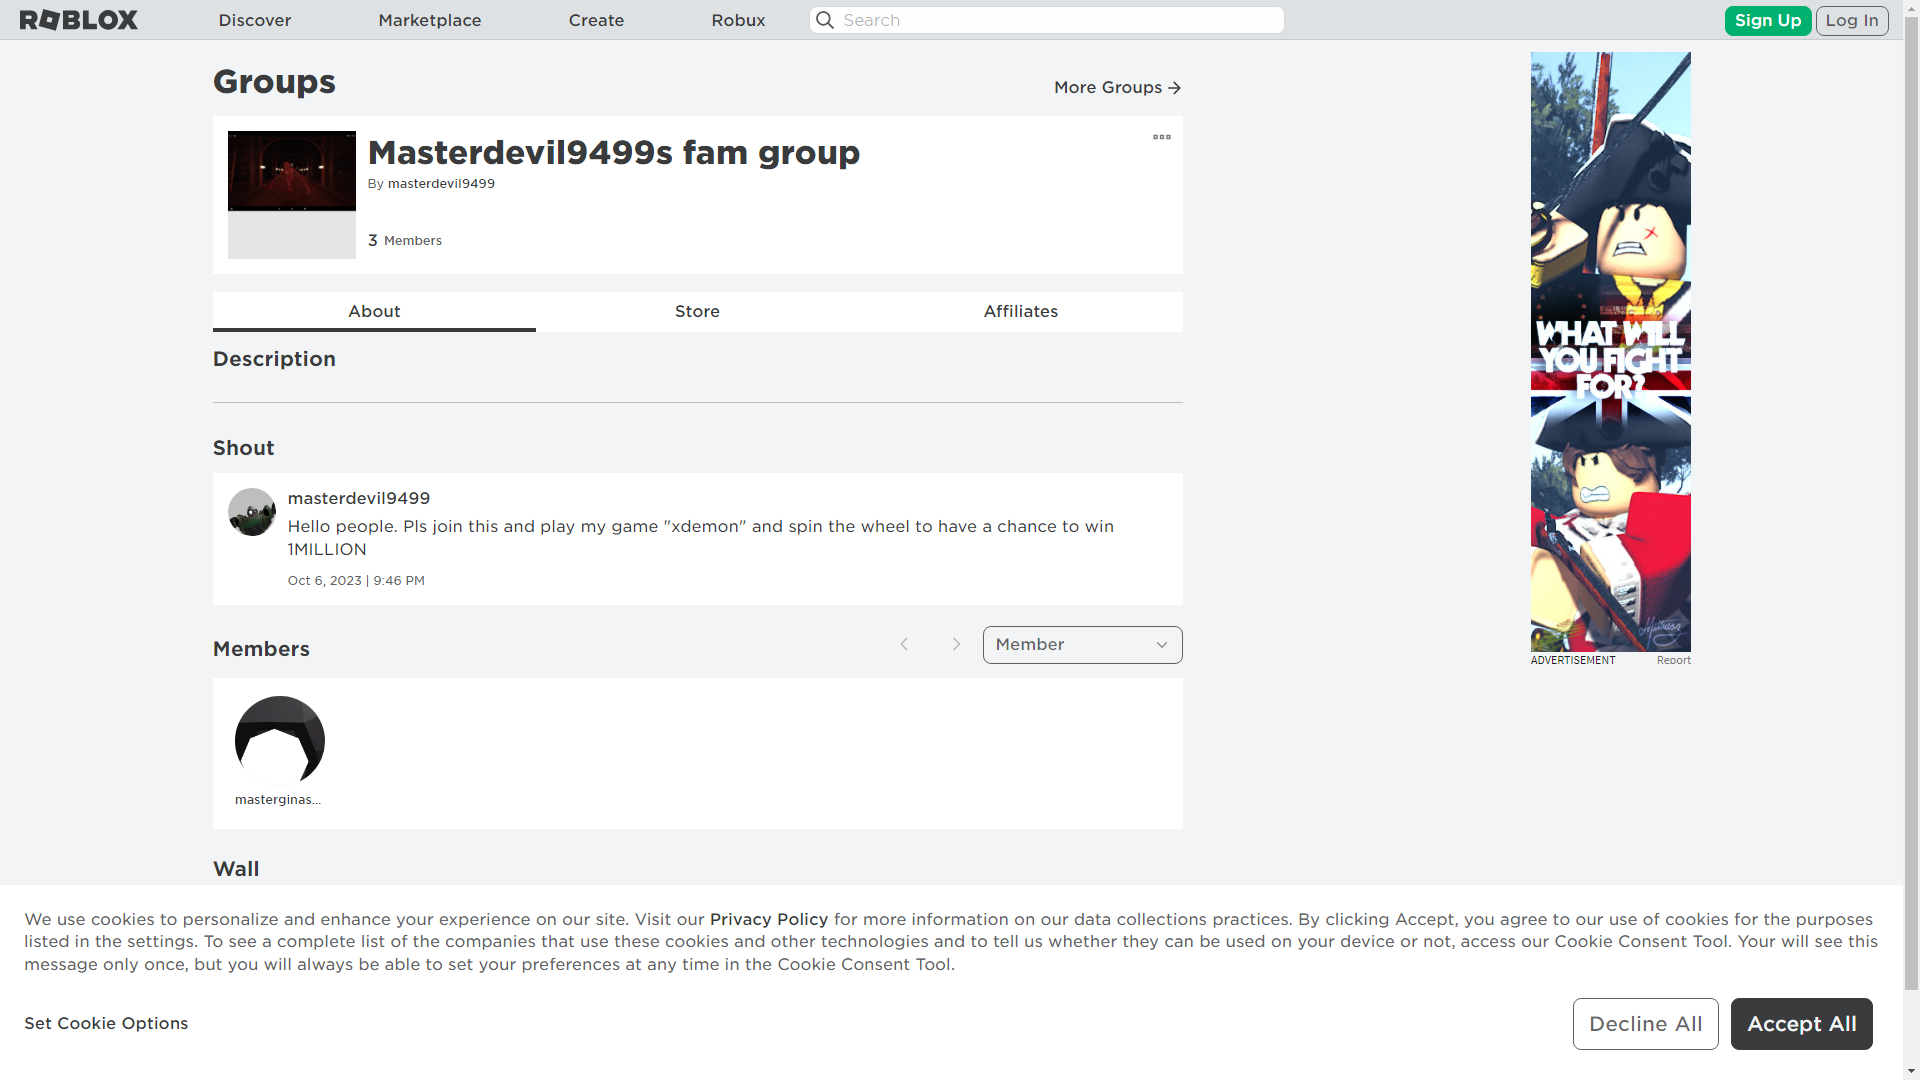 ROBLOX
Discover
Marketplace
Create
Robux
Search
Sign Up
Log In
Groups
More Groups
Masterdevil9499s fam group
By masterdevil9499
3 Members
About
Store
Affiliates
Description
Shout
masterdevil9499
Hello people. Pls join this and play my game "xdemon" and spin the wheel to have a chance to win
1MILLION
Oct 6, 2023 | 9:46 PM
Members
Member
masterginas...
Wall
WHAT WILL
YOU FIGHT
FOR?
ADVERTISEMENT
Report
We use cookies to personalize and enhance your experience on our site. Visit our Privacy Policy for more information on our data collections practices. By clicking Accept, you agree to our use of cookies for the purposes
listed in the settings. To see a complete list of the companies that use these cookies and other technologies and to tell us whether they can be used on your device or not, access our Cookie Consent Tool. Your will see this
message only once, but you will always be able to set your preferences at any time in the Cookie Consent Tool.
Set Cookie Options
Decline All
Accept All